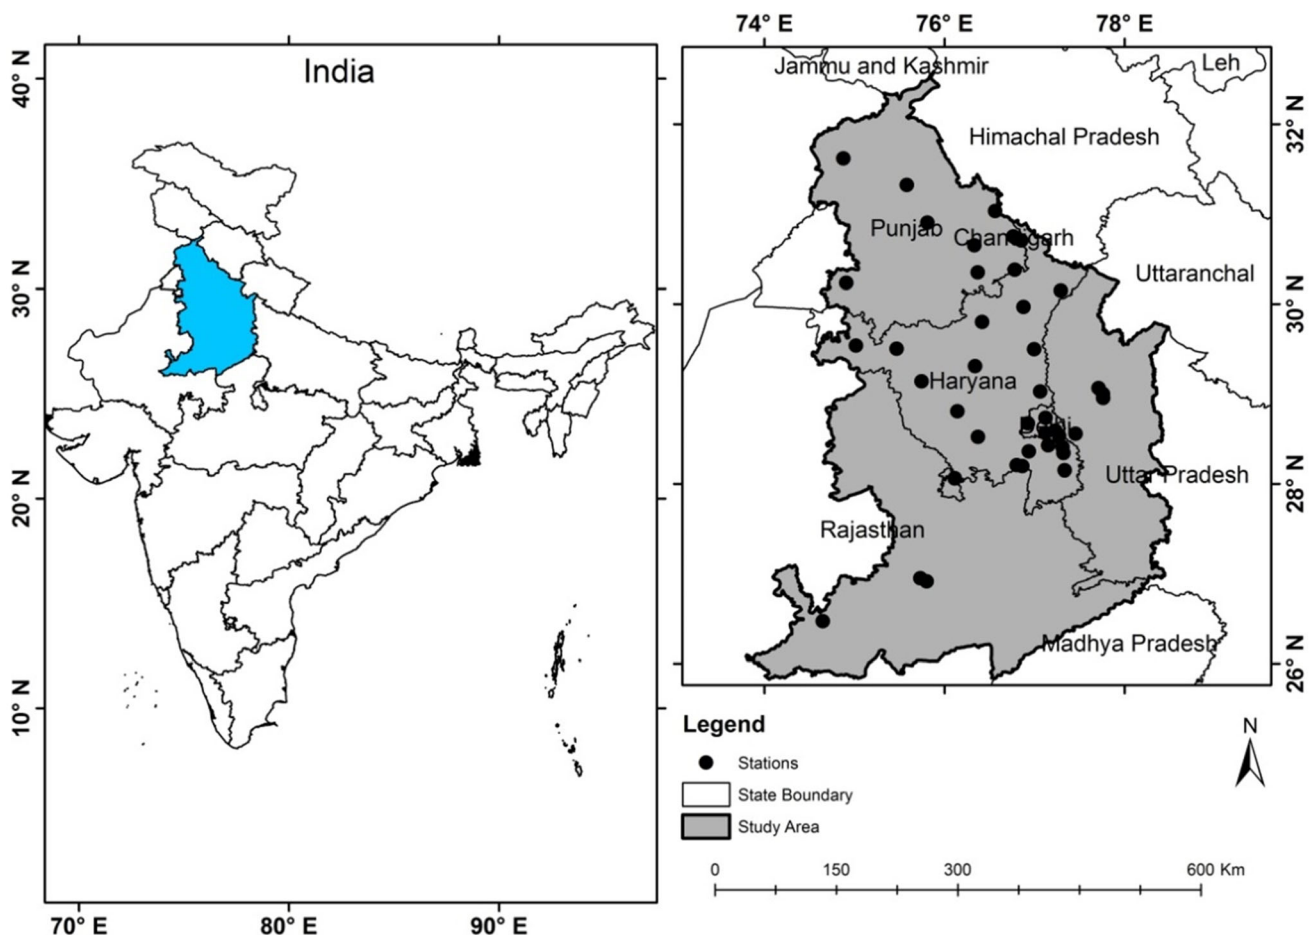 India
40° N
30° N
20° N
10° N
70° E
80° E
90° E
74° E
76° E
78° E
32° N
30° N
28° N
26° N
Jammu and Kashmir
Leh
Himachal Pradesh
Punjab
Chandigarh
Uttaranchal
Haryana
Uttar Pradesh
Rajasthan
Madhya Pradesh
Legend
Stations
State Boundary
Study Area
N
0 150 300 600 Km